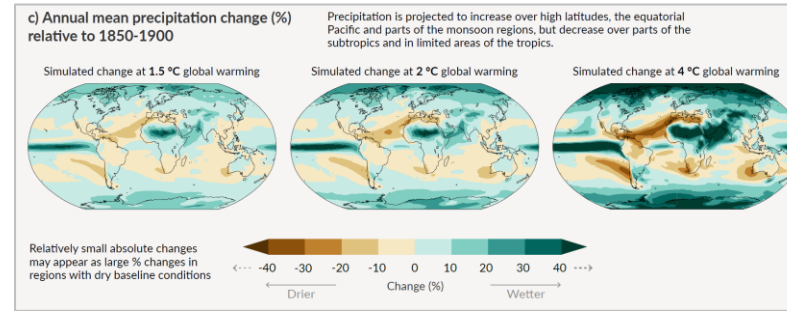 c) Annual mean precipitation change (%)
relative to 1850-1900
Precipitation is projected to increase over high latitudes, the equatorial
Pacific and parts of the monsoon regions, but decrease over parts of the
subtropics and in limited areas of the tropics.
Simulated change at 1.5 °C global warming
Simulated change at 2 °C global warming
Simulated change at 4 °C global warming
Relatively small absolute changes
may appear as large % changes in
regions with dry baseline conditions
-40 -30 -20 -10 0 10 20 30 40
Change (%)
Drier
Wetter